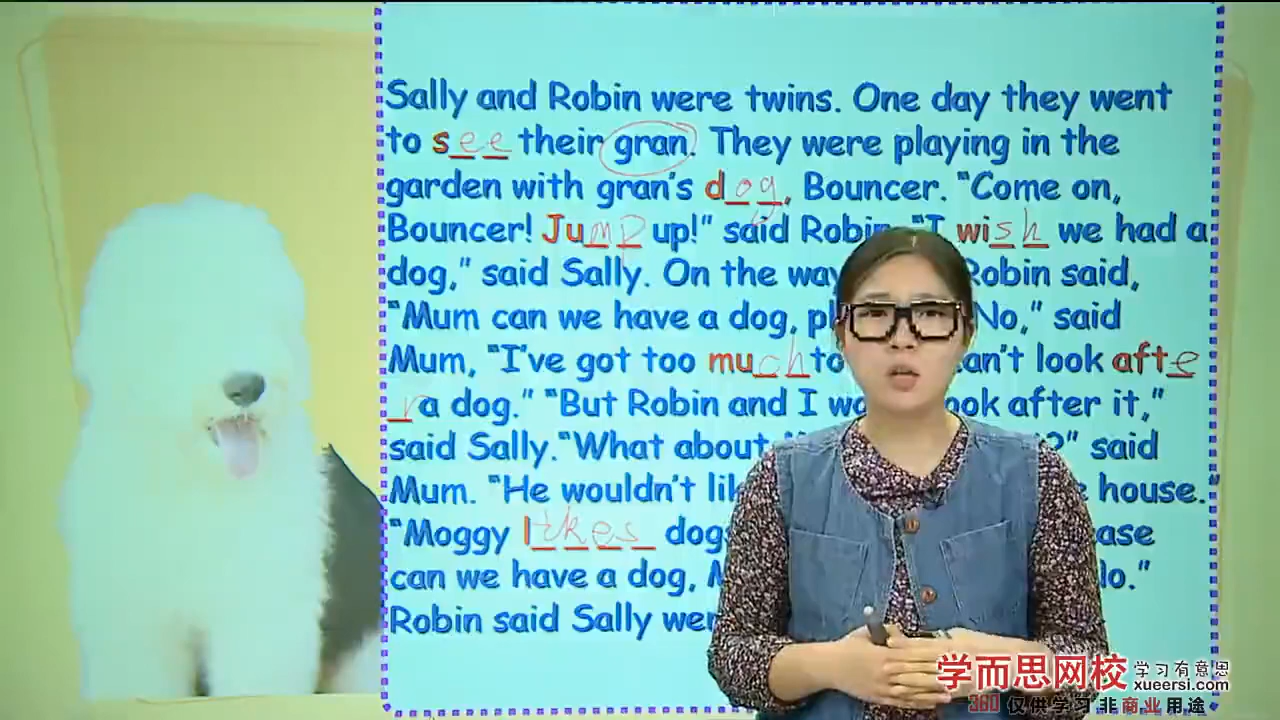 Sally and Robin were twins. One day they went
to see their gran. They were playing in the
garden with gran's dog, Bouncer. “Come on,
Bouncer! Jump up!” said Robin. “I wish we had a
dog,” said Sally. On the way Robin said,
“Mum can we have a dog, No,” said
Mum, “I've got too much to can't look afte
r a dog.” “But Robin and I look after it,”
said Sally. “What about said
Mum. “He wouldn't house.”
“Moggy likes
can we have a dog,
Robin said Sally
学而思网校 学习有意思
xueersi.com
360 仅供学习 非商业用途